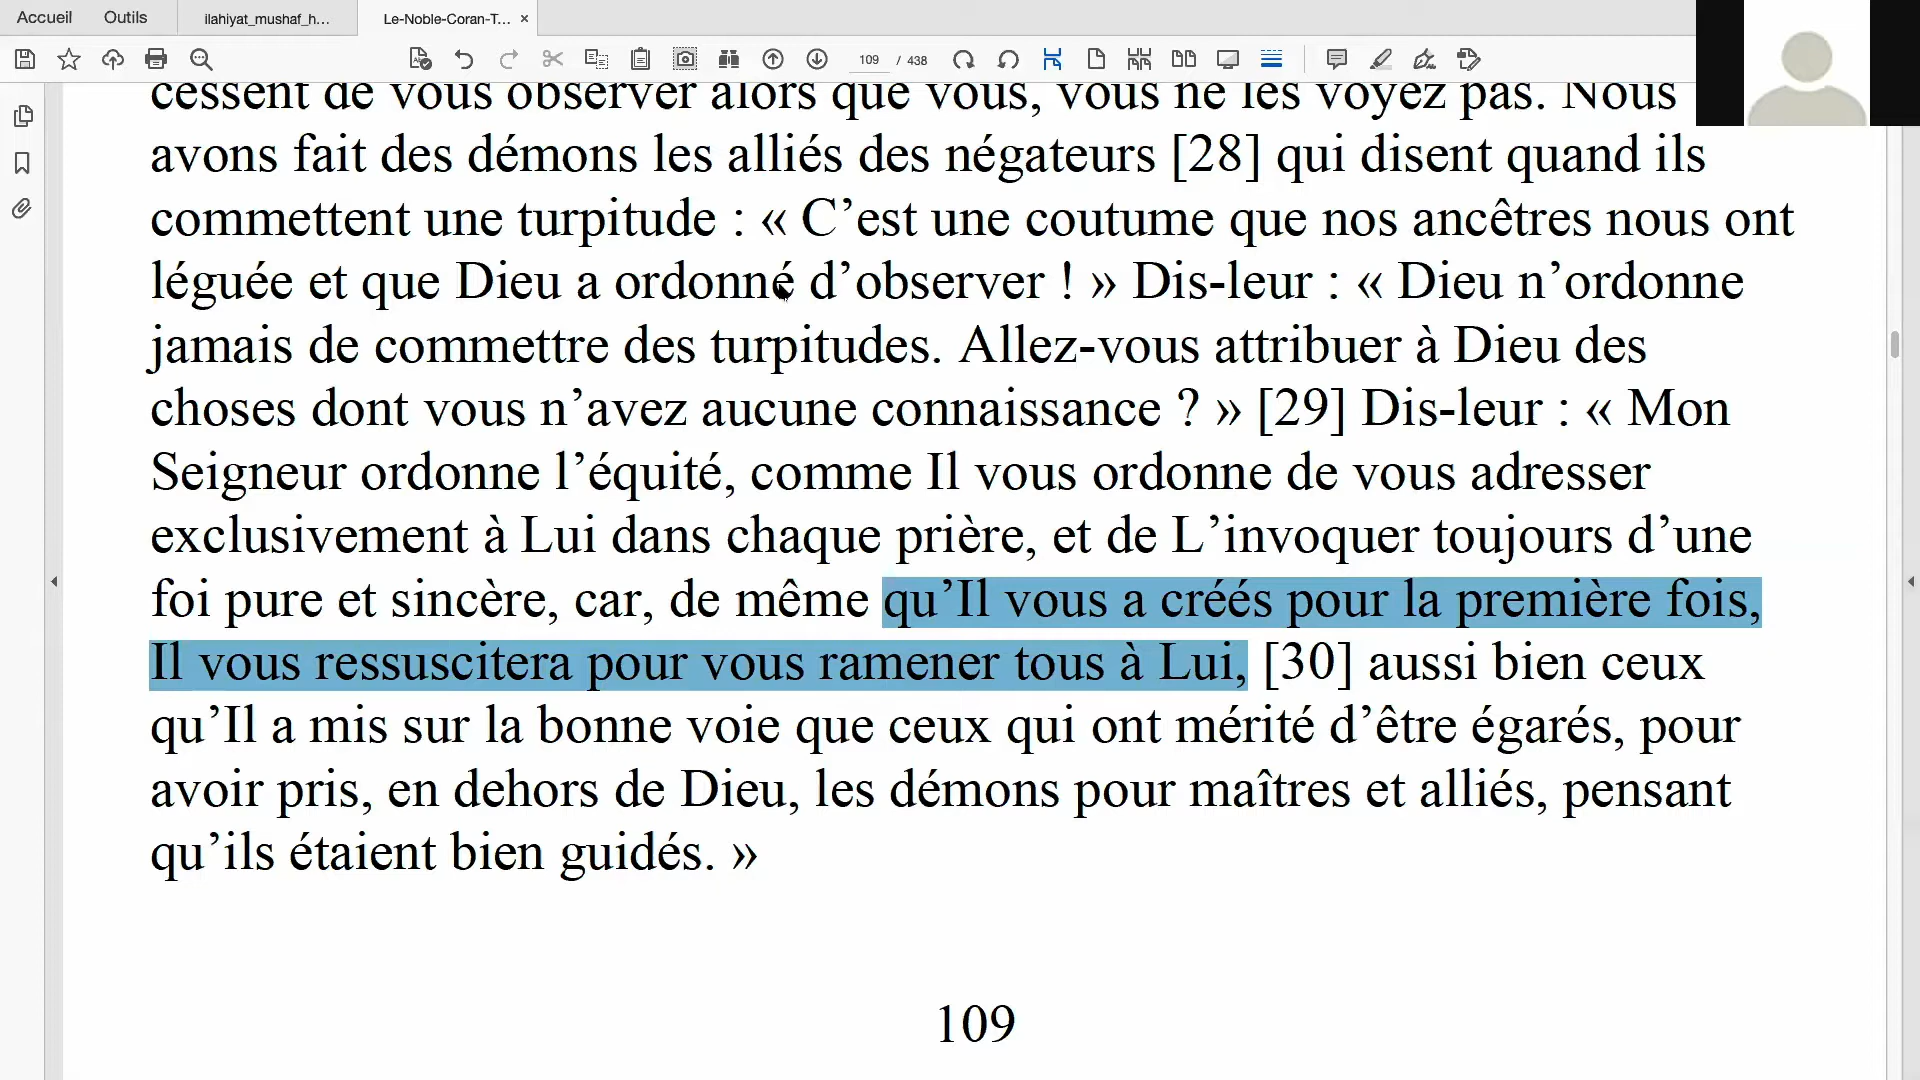 Accueil Outils ilahiyat_mushaf_h... Le-Noble-Coran-T... ×
109 / 438
cessent de vous observer alors que vous, vous ne les voyez pas. Nous
avons fait des démons les alliés des négateurs [28] qui disent quand ils
commettent une turpitude : « C’est une coutume que nos ancêtres nous ont
léguée et que Dieu a ordonné d’observer ! » Dis-leur : « Dieu n’ordonne
jamais de commettre des turpitudes. Allez-vous attribuer à Dieu des
choses dont vous n’avez aucune connaissance ? » [29] Dis-leur : « Mon
Seigneur ordonne l’équité, comme Il vous ordonne de vous adresser
exclusivement à Lui dans chaque prière, et de L’invoquer toujours d’une
foi pure et sincère, car, de même qu’Il vous a créés pour la première fois,
Il vous ressuscitera pour vous ramener tous à Lui, [30] aussi bien ceux
qu’Il a mis sur la bonne voie que ceux qui ont mérité d’être égarés, pour
avoir pris, en dehors de Dieu, les démons pour maîtres et alliés, pensant
qu’ils étaient bien guidés. »
109